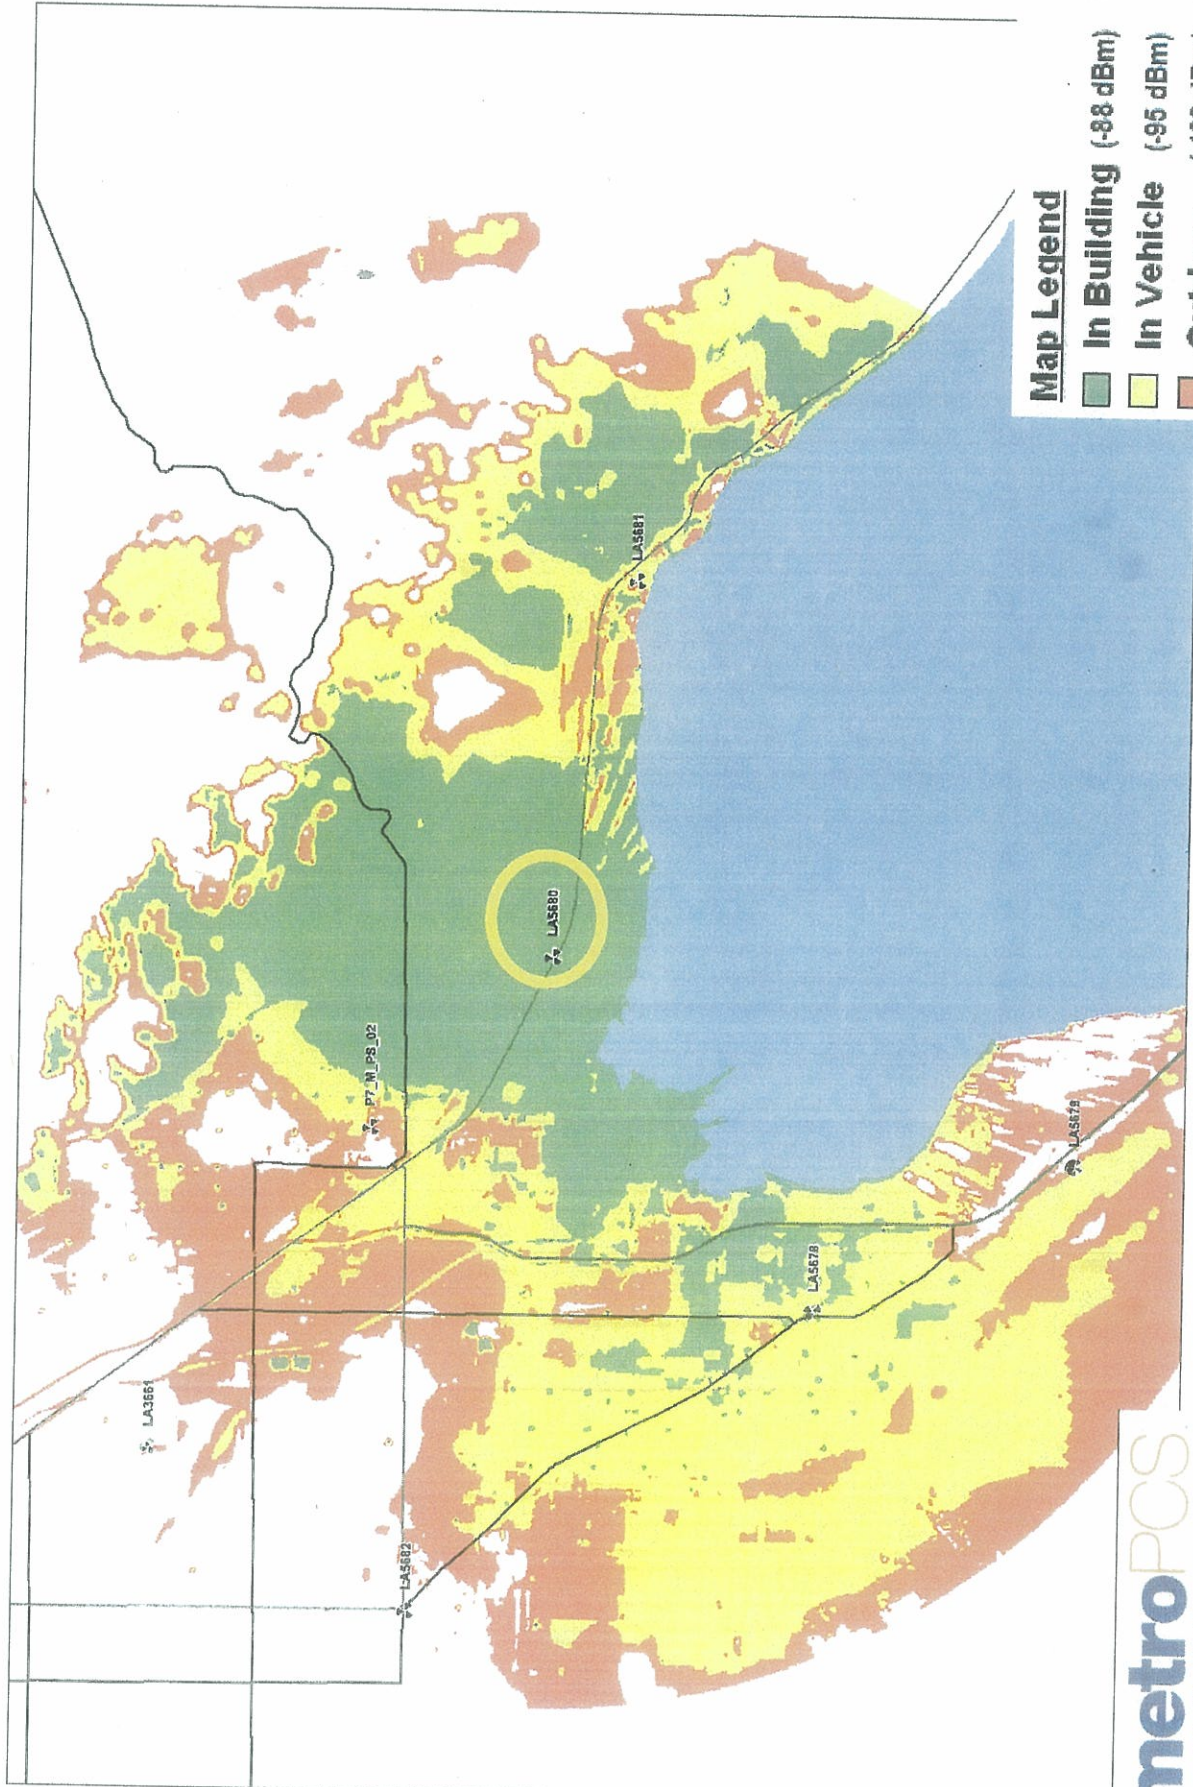 Map Legend
In Building (-88 dBm)
In Vehicle (-95 dBm)
LA5681
LA5680
P7_M_PS_02
LA5679
LA5678
LA3661
LA5682
metroPCS